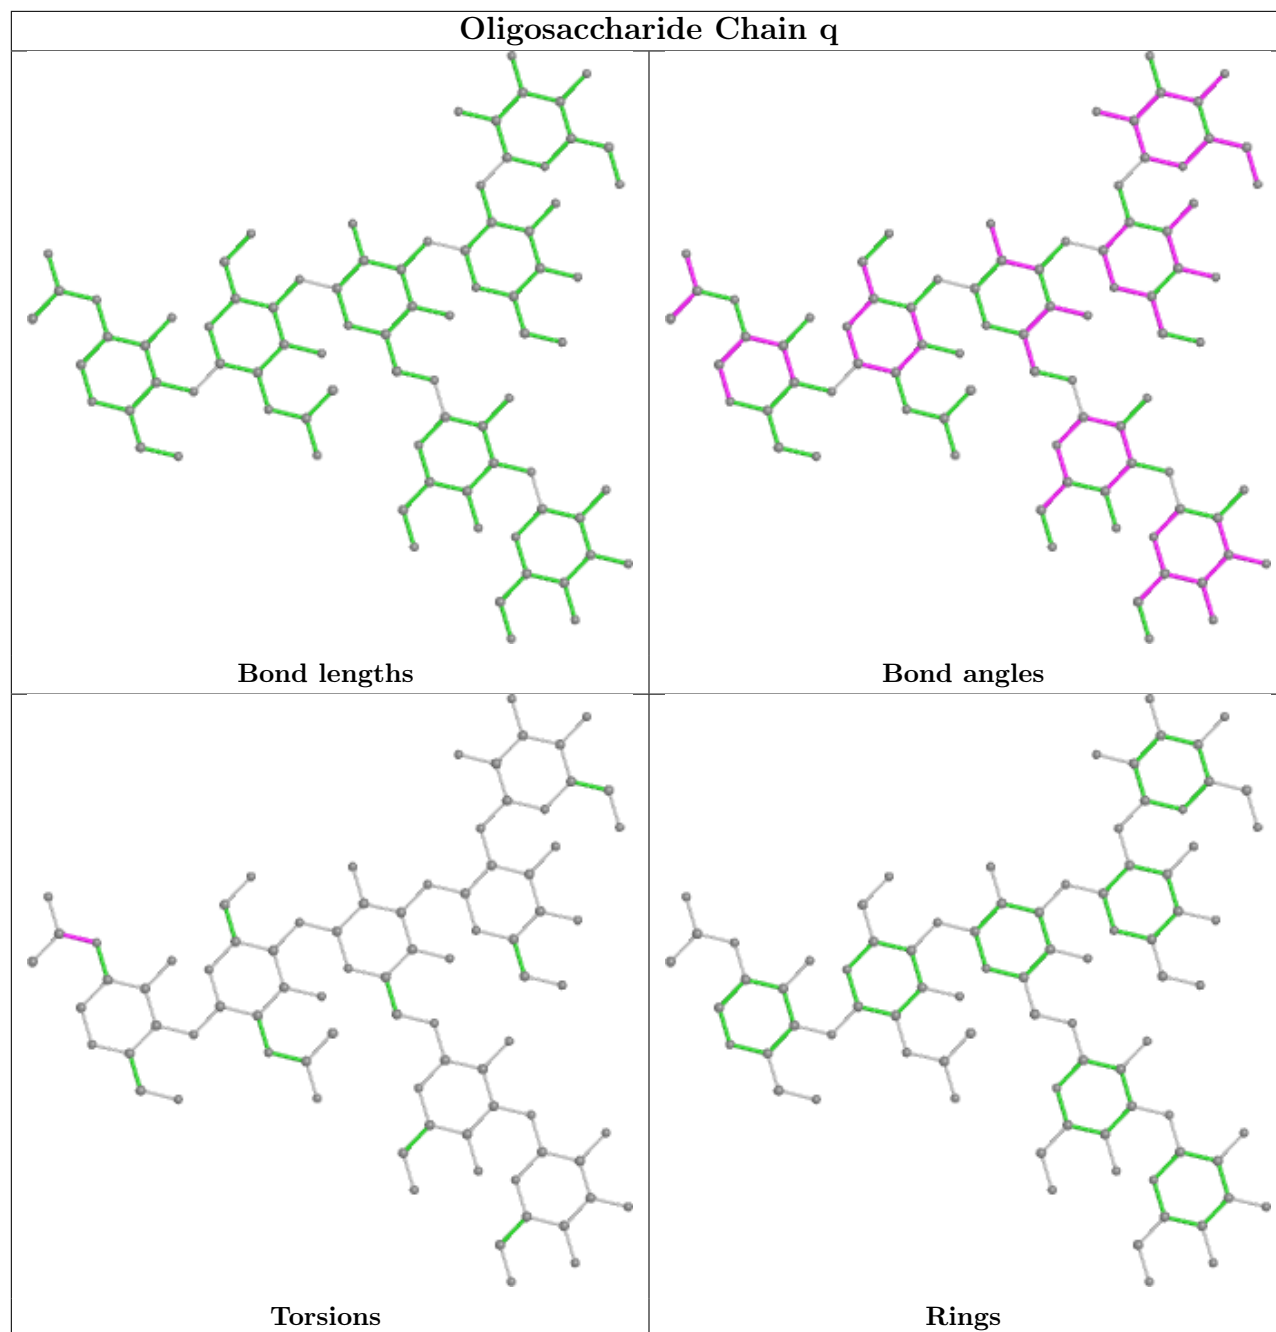 Oligosaccharide Chain q
Bond lengths
Bond angles
Torsions
Rings